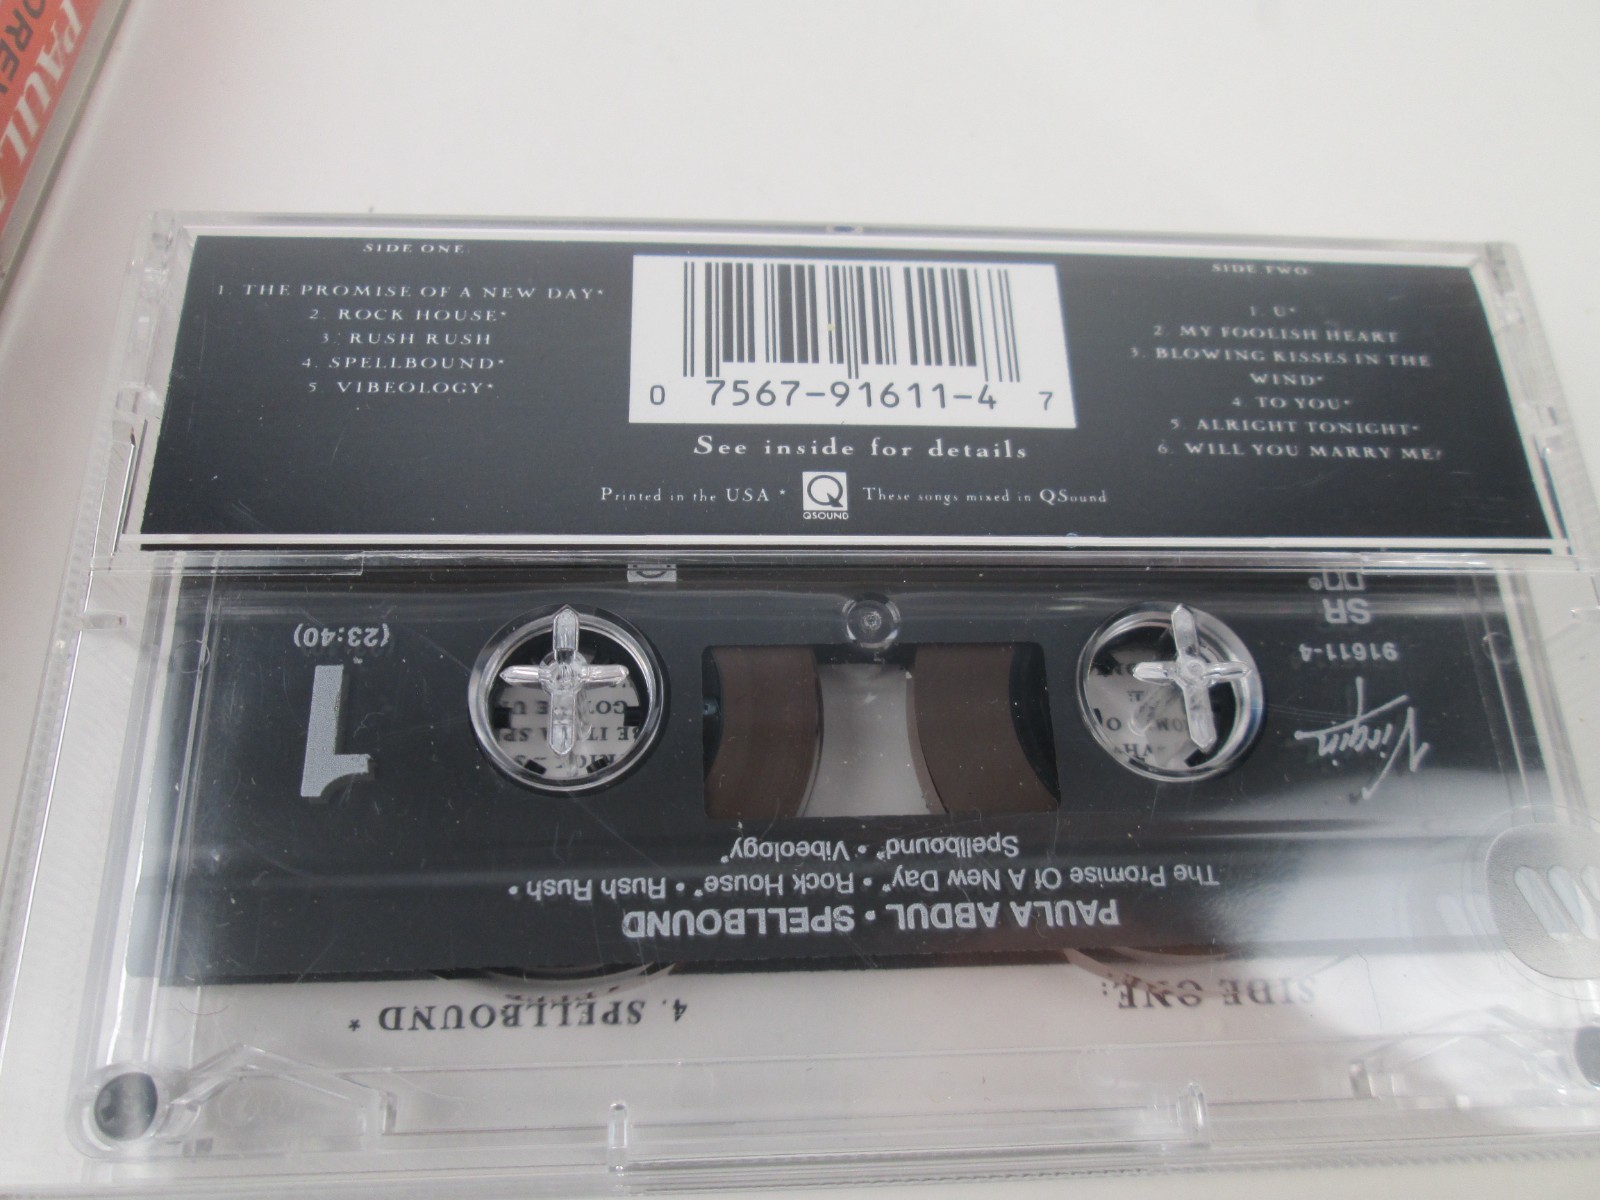 PAUL
SIDE ONE:
1. THE PROMISE OF A NEW DAY*
2. ROCK HOUSE*
3. RUSH RUSH
4. SPELLBOUND*
5 VIBEOLOGY*
0 7567-91611-4 7
See inside for details
Printed in the USA * QSOUND These songs mixed in QSound
SIDE TWO:
1. U*
2. MY FOOLISH HEART
3. BLOWING KISSES IN THE
WIND*
4. TO YOU*
5. ALRIGHT TONIGHT*
6. WILL YOU MARRY ME?
PAULA ABDUL • SPELLBOUND
The Promise Of A New Day* • Rock House* • Rush Rush •
Spellbound* • Vibeology*
Virgin
91611-4
SR
1
(23:40)
SIDE ONE:
4. SPELLBOUND *